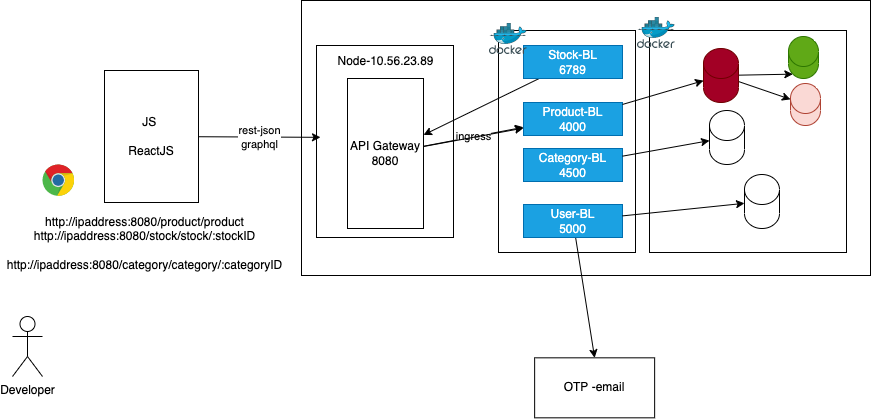 docker
docker
Node-10.56.23.89
Stock-BL
6789
JS
ReactJS
rest-json
graphql
API Gateway
8080
ingress
Product-BL
4000
Category-BL
4500
User-BL
5000
http://ipaddress:8080/product/product
http://ipaddress:8080/stock/stock/:stockID
http://ipaddress:8080/category/category/:categoryID
Developer
OTP -email